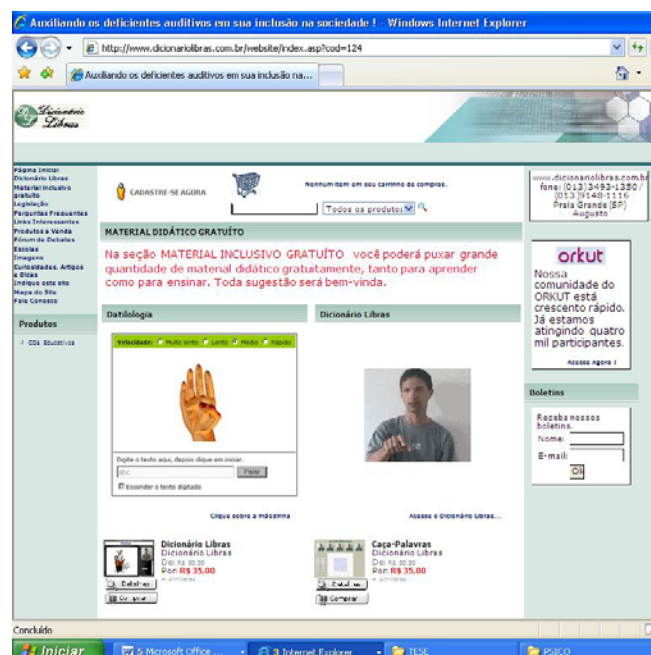 Auxiliando os deficientes auditivos em sua inclusão na sociedade ! - Windows Internet Explorer
http://www.dicionariolibras.com.br/website/index.asp?cod=124
Auxiliando os deficientes auditivos em sua inclusão na...
Dicionário
Libras
Página Inicial
Dicionário Libras
Material Inclusivo
gratuito
Legislação
Perguntas Frequentes
Links Interessantes
Produtos a Venda
Fórum de Debates
Escolas
Imagens
Curiosidades, Artigos
e Dicas
Indique este site
Mapa do Site
Fale Conosco
Produtos
CDs Educativos
CADASTRE-SE AGORA
Nenhum item em seu carrinho de compras.
Todos os produtos
MATERIAL DIDÁTICO GRATUÍTO
Na seção MATERIAL INCLUSIVO GRATUÍTO você poderá puxar grande
quantidade de material didático gratuitamente, tanto para aprender
como para ensinar. Toda sugestão será bem-vinda.
Datilologia
Velocidade: Muito lento Lento Médio Rápido
Digite o texto aqui, depois clique em iniciar.
abc
Parar
Esconder o texto digitado
Clique sobre a mãozinha
Dicionário Libras
Acesse o Dicionário Libras...
Dicionário Libras
Dicionário Libras
Por: R$ 35,00
Detalhes
Comprar
Caça-Palavras
Dicionário Libras
Por: R$ 35,00
Detalhes
Comprar
www.dicionariolibras.com.br
fone: (013)3493-1350 /
(013)9148-1116
Praia Grande (SP)
Augusto
orkut
Nossa
comunidade do
ORKUT está
crescento rápido.
Já estamos
atingindo quatro
mil participantes.
Acesse Agora !
Boletins
Receba nossos
boletins.
Nome:
E-mail:
Ok
Concluído
Iniciar
5 Microsoft Office ...
3 Internet Explorer
TESE
PSICO